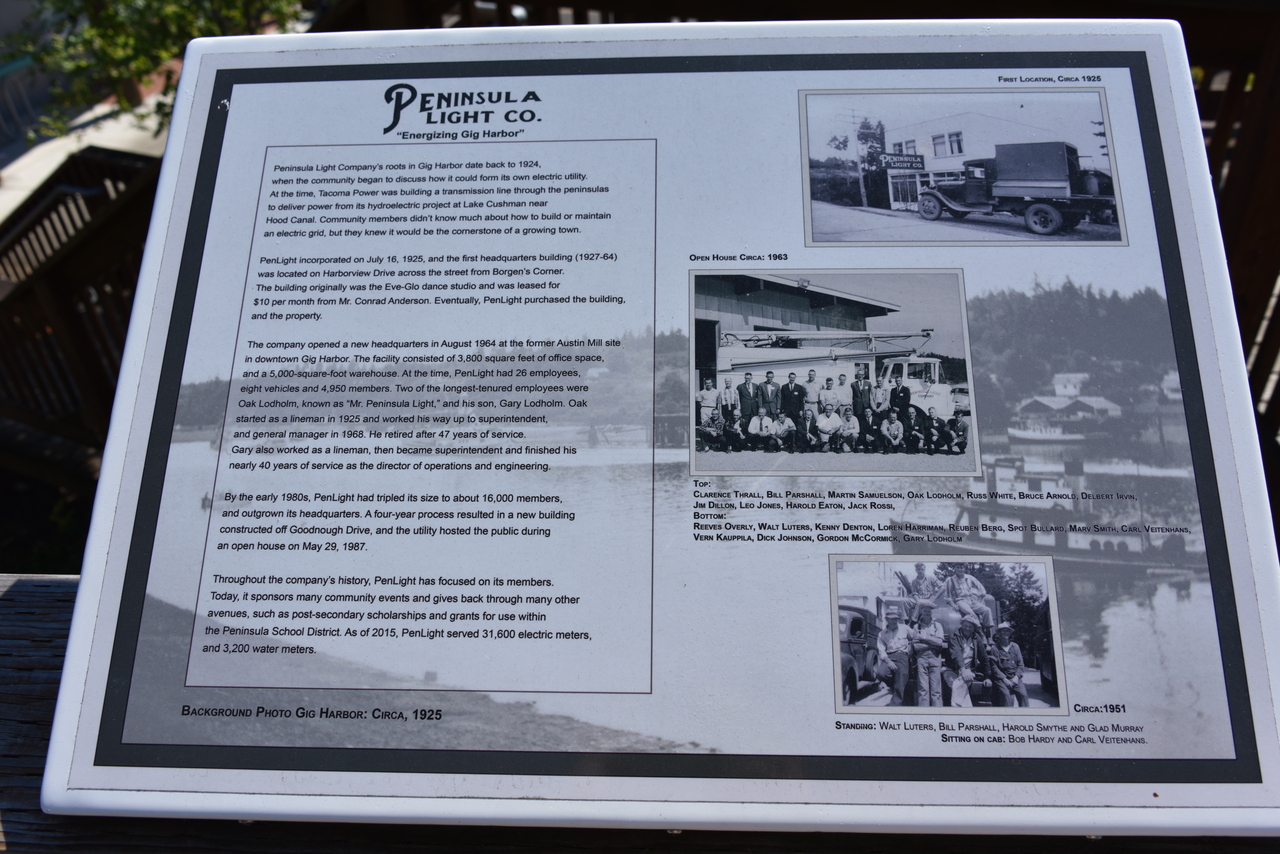 PENINSULA
LIGHT CO.
"Energizing Gig Harbor"
Peninsula Light Company's roots in Gig Harbor date back to 1924,
when the community began to discuss how it could form its own electric utility.
At the time, Tacoma Power was building a transmission line through the peninsulas
to deliver power from its hydroelectric project at Lake Cushman near
Hood Canal. Community members didn't know much about how to build or maintain
an electric grid, but they knew it would be the cornerstone of a growing town.
PenLight incorporated on July 16, 1925, and the first headquarters building (1927-64)
was located on Harborview Drive across the street from Borgen's Corner.
The building originally was the Eve-Glo dance studio and was leased for
$10 per month from Mr. Conrad Anderson. Eventually, PenLight purchased the building,
and the property.
The company opened a new headquarters in August 1964 at the former Austin Mill site
in downtown Gig Harbor. The facility consisted of 3,800 square feet of office space,
and a 5,000-square-foot warehouse. At the time, PenLight had 26 employees,
eight vehicles and 4,950 members. Two of the longest-tenured employees were
Oak Lodholm, known as "Mr. Peninsula Light," and his son, Gary Lodholm. Oak
started as a lineman in 1925 and worked his way up to superintendent,
and general manager in 1968. He retired after 47 years of service.
Gary also worked as a lineman, then became superintendent and finished his
nearly 40 years of service as the director of operations and engineering.
By the early 1980s, PenLight had tripled its size to about 16,000 members,
and outgrown its headquarters. A four-year process resulted in a new building
constructed off Goodnough Drive, and the utility hosted the public during
an open house on May 29, 1987.
Throughout the company's history, PenLight has focused on its members.
Today, it sponsors many community events and gives back through many other
avenues, such as post-secondary scholarships and grants for use within
the Peninsula School District. As of 2015, PenLight served 31,600 electric meters,
and 3,200 water meters.
BACKGROUND PHOTO GIG HARBOR: CIRCA, 1925
FIRST LOCATION, CIRCA 1925
PENINSULA
LIGHT CO.
OPEN HOUSE CIRCA: 1963
TOP:
CLARENCE THRALL, BILL PARSHALL, MARTIN SAMUELSON, OAK LODHOLM, RUSS WHITE, BRUCE ARNOLD, DELBERT IRVIN,
JIM DILLON, LEO JONES, HAROLD EATON, JACK ROSSI,
BOTTOM:
REEVES OVERLY, WALT LUTERS, KENNY DENTON, LOREN HARRIMAN, REUBEN BERG, SPOT BULLARD, MARV SMITH, CARL VEITENHANS,
VERN KAUPPILA, DICK JOHNSON, GORDON MCCORMICK, GARY LODHOLM
CIRCA:1951
STANDING: WALT LUTERS, BILL PARSHALL, HAROLD SMYTHE AND GLAD MURRAY
SITTING ON CAB: BOB HARDY AND CARL VEITENHANS.